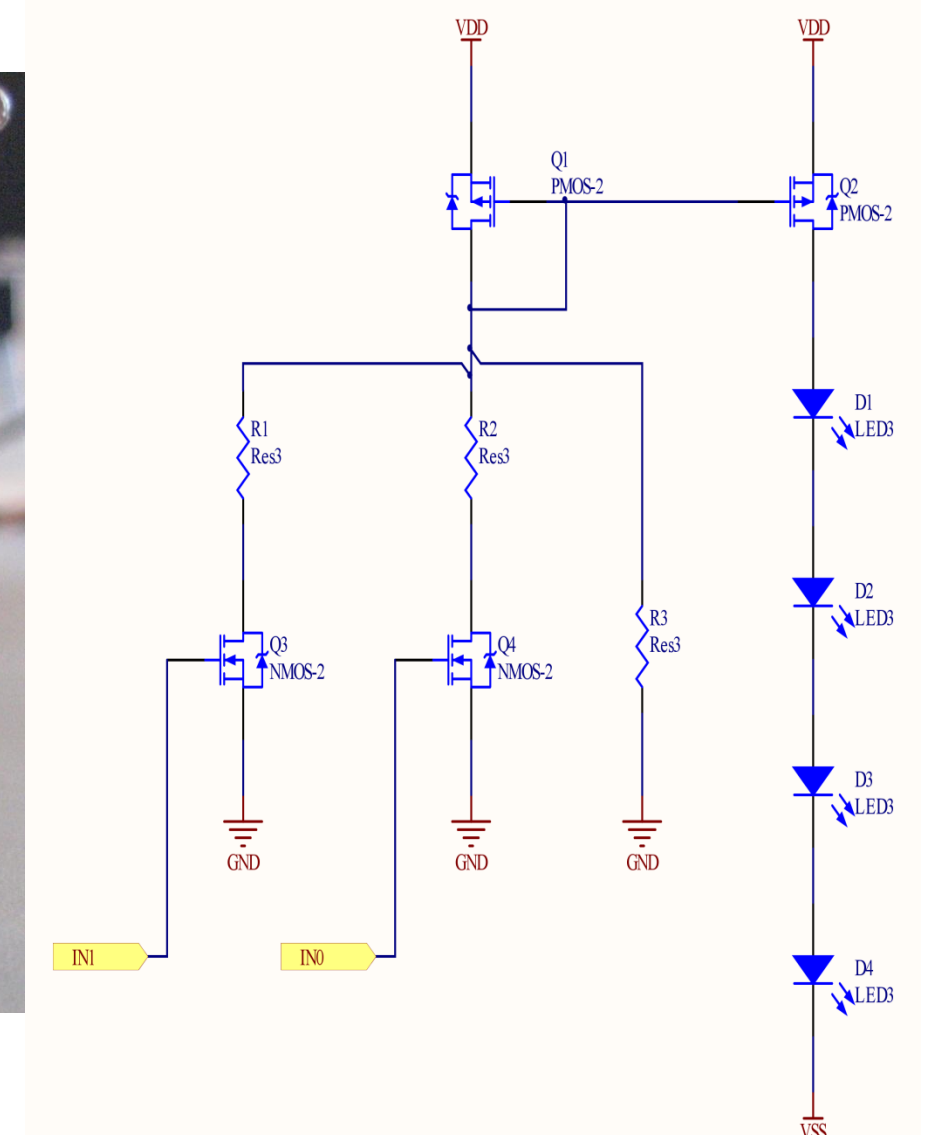 VDD
VDD
Q1
PMOS-2
Q2
PMOS-2
D1
LED3
R1
Res3
R2
Res3
D2
LED3
R3
Res3
Q3
NMOS-2
Q4
NMOS-2
D3
LED3
GND
GND
GND
IN1
IN0
D4
LED3
VSS